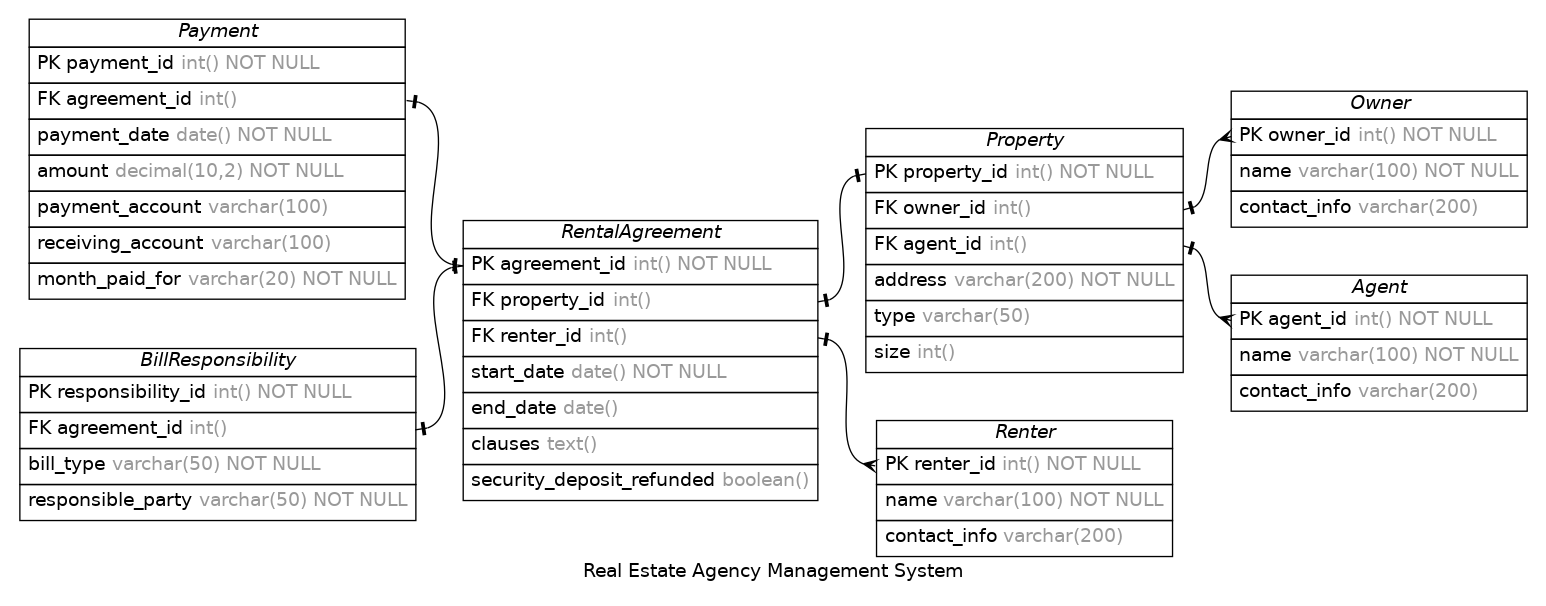 Payment
PK payment_id int() NOT NULL
FK agreement_id int()
payment_date date() NOT NULL
amount decimal(10,2) NOT NULL
payment_account varchar(100)
receiving_account varchar(100)
month_paid_for varchar(20) NOT NULL
BillResponsibility
PK responsibility_id int() NOT NULL
FK agreement_id int()
bill_type varchar(50) NOT NULL
responsible_party varchar(50) NOT NULL
RentalAgreement
PK agreement_id int() NOT NULL
FK property_id int()
FK renter_id int()
start_date date() NOT NULL
end_date date()
clauses text()
security_deposit_refunded boolean()
Property
PK property_id int() NOT NULL
FK owner_id int()
FK agent_id int()
address varchar(200) NOT NULL
type varchar(50)
size int()
Renter
PK renter_id int() NOT NULL
name varchar(100) NOT NULL
contact_info varchar(200)
Owner
PK owner_id int() NOT NULL
name varchar(100) NOT NULL
contact_info varchar(200)
Agent
PK agent_id int() NOT NULL
name varchar(100) NOT NULL
contact_info varchar(200)
Real Estate Agency Management System